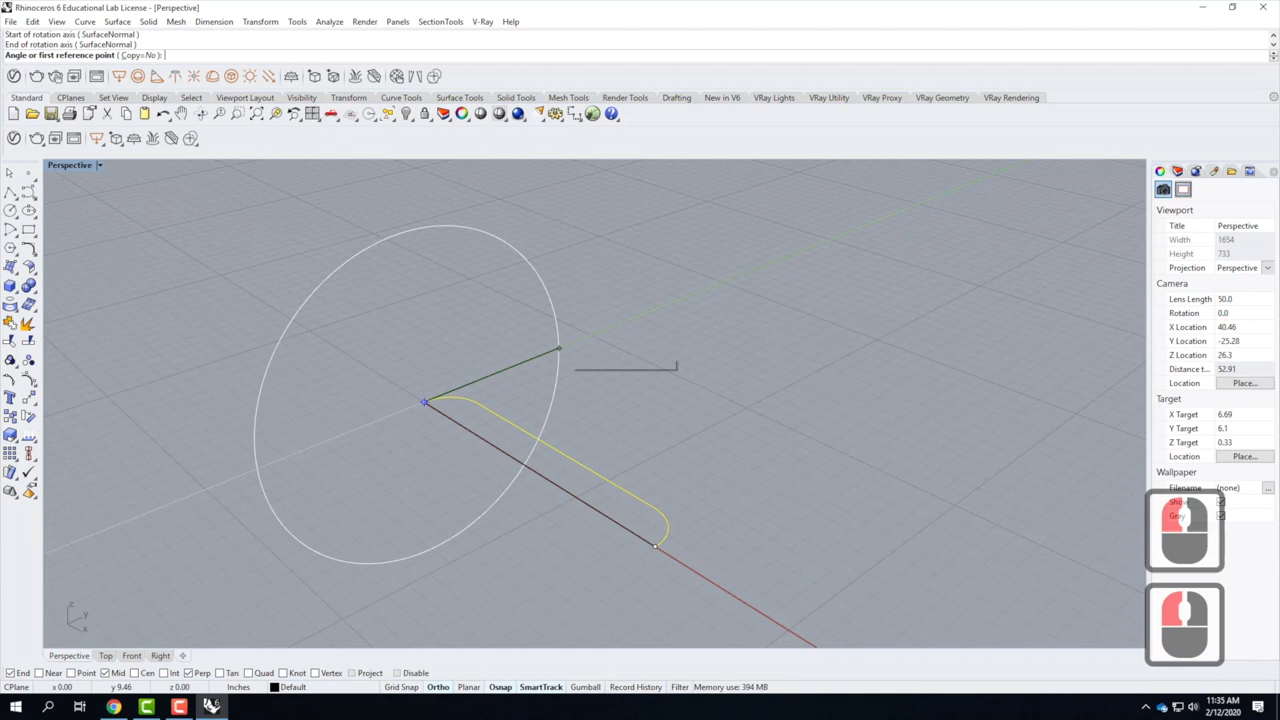 Rhinoceros 6 Educational Lab License - [Perspective]
File Edit View Curve Surface Solid Mesh Dimension Transform Tools Analyze Render Panels SectionTools V-Ray Help
Start of rotation axis ( SurfaceNormal )
End of rotation axis ( SurfaceNormal )
Angle or first reference point ( Copy=No ):
Standard CPlanes Set View Display Select Viewport Layout Visibility Transform Curve Tools Surface Tools Solid Tools Mesh Tools Render Tools Drafting New in V6 VRay Lights VRay Utility VRay Proxy VRay Geometry VRay Rendering
Perspective
Viewport
Title Perspective
Width 1654
Height 733
Projection Perspective
Camera
Lens Length 50.0
Rotation 0.0
X Location 40.46
Y Location -25.28
Z Location 26.3
Distance t... 52.91
Location Place...
Target
X Target 6.69
Y Target 6.1
Z Target 0.33
Location Place...
Wallpaper
Filename (none) ...
Show
Gray
z
y
x
Perspective Top Front Right
End Near Point Mid Cen Int Perp Tan Quad Knot Vertex Project Disable
CPlane x 0.00 y 9.46 z 0.00 Inches Default Grid Snap Ortho Planar Osnap SmartTrack Gumball Record History Filter Memory use: 394 MB
11:35 AM
2/12/2020